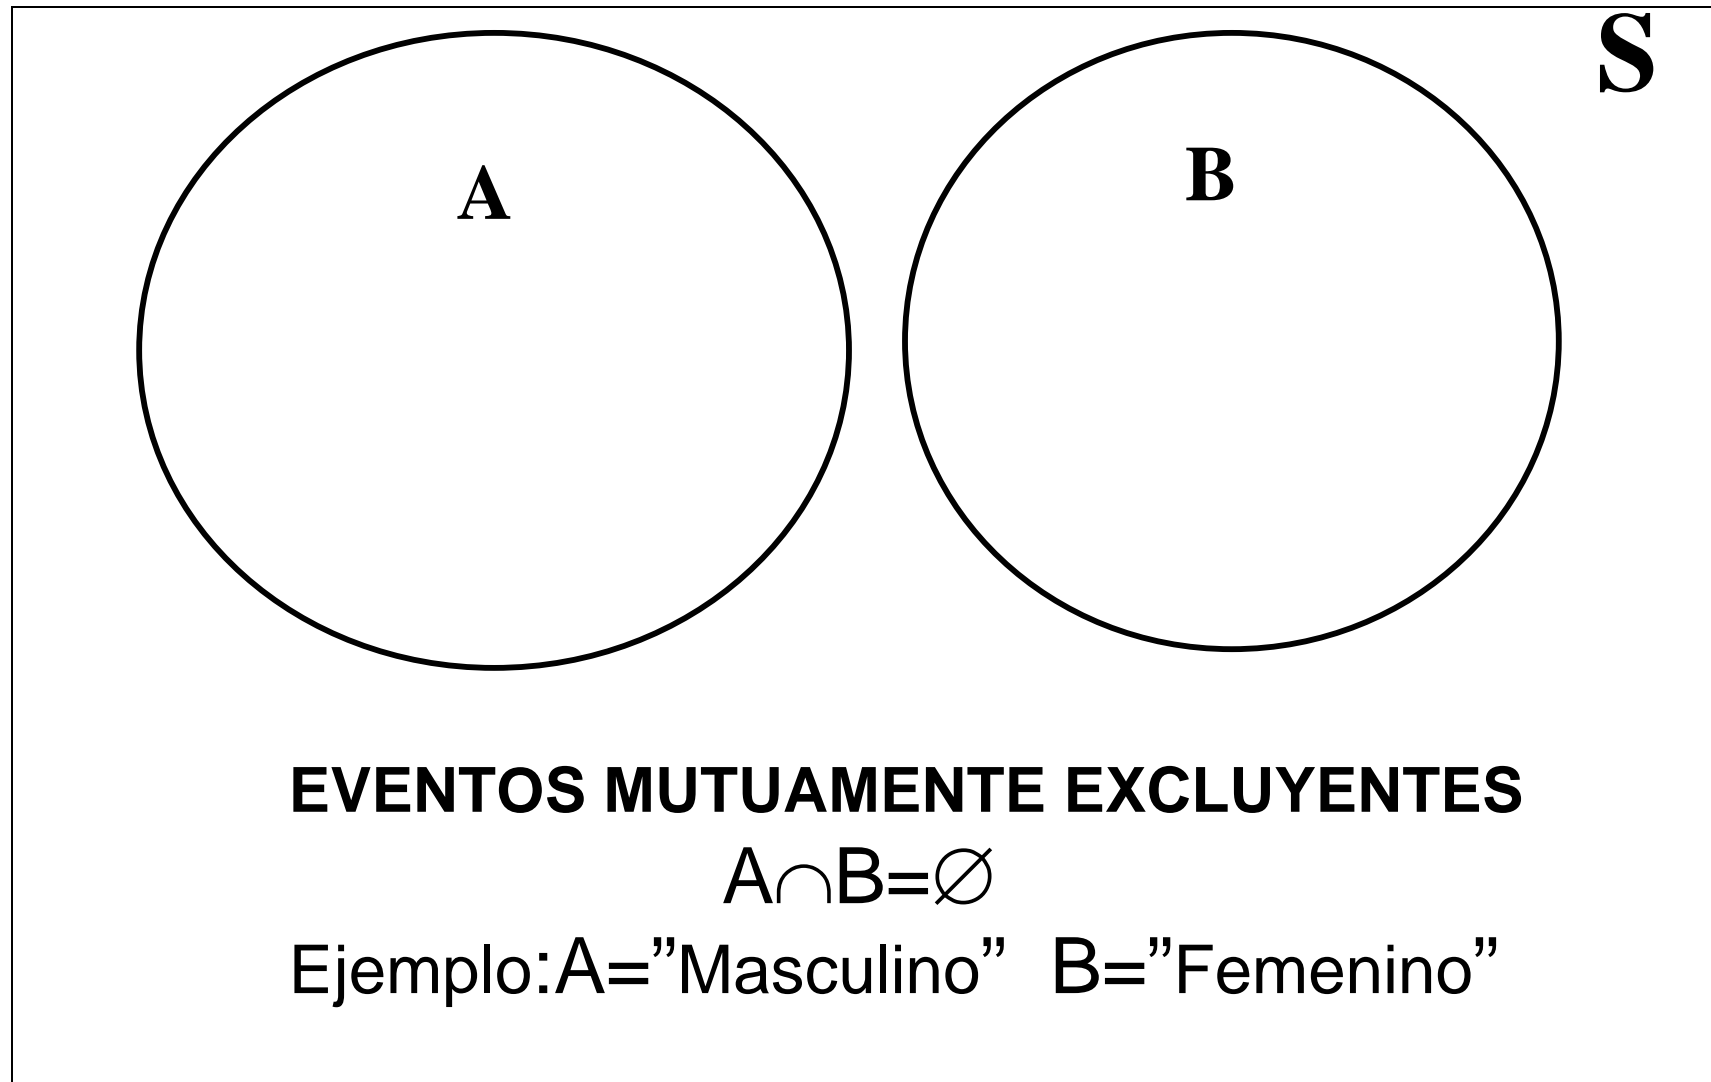 S
A
B
EVENTOS MUTUAMENTE EXCLUYENTES
A∩B=∅
Ejemplo:A=”Masculino” B=”Femenino”